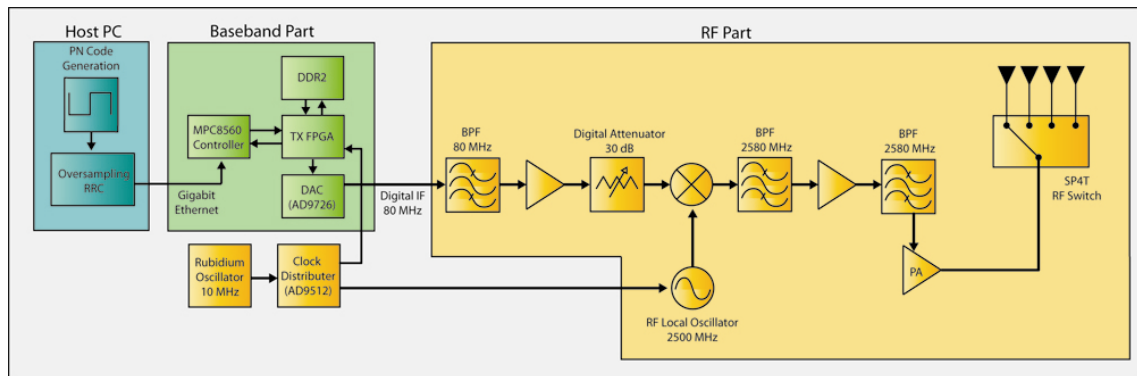 Host PC
PN Code
Generation
Oversampling
RRC
Gigabit
Ethernet
Baseband Part
DDR2
MPC8560
Controller
TX FPGA
DAC
(AD9726)
Digital IF
80 MHz
Rubidium
Oscillator
10 MHz
Clock
Distributer
(AD9512)
RF Part
BPF
80 MHz
Digital Attenuator
30 dB
BPF
2580 MHz
BPF
2580 MHz
SP4T
RF Switch
PA
RF Local Oscillator
2500 MHz